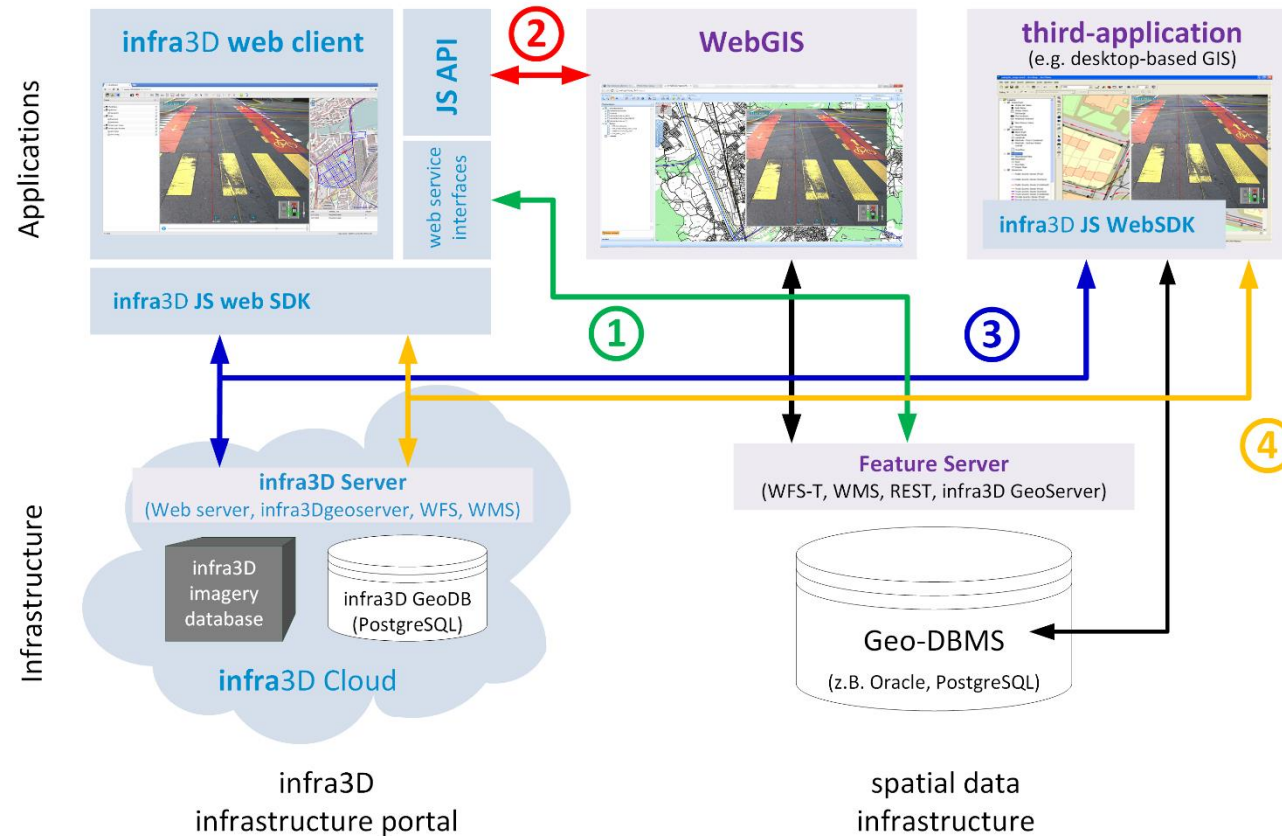 Applications
infra3D web client
JS API
web service
interfaces
infra3D JS web SDK
2
WebGIS
third-application
(e.g. desktop-based GIS)
infra3D JS WebSDK
1
3
4
Infrastructure
infra3D Server
(Web server, infra3Dgeoserver, WFS, WMS)
infra3D
imagery
database
infra3D GeoDB
(PostgreSQL)
infra3D Cloud
Feature Server
(WFS-T, WMS, REST, infra3D GeoServer)
Geo-DBMS
(z.B. Oracle, PostgreSQL)
infra3D
infrastructure portal
spatial data
infrastructure